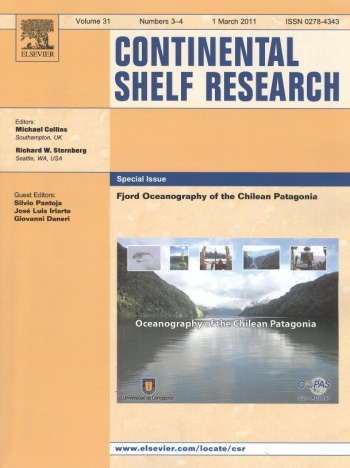 Volume 31
Numbers 3–4
1 March 2011
ISSN 0278-4343
ELSEVIER
CONTINENTAL
SHELF RESEARCH
Editors:
Michael Collins
Southampton, UK
Richard W. Sternberg
Seattle, WA, USA
Special Issue
Guest Editors:
Silvio Pantoja
José Luis Iriarte
Giovanni Daneri
Fjord Oceanography of the Chilean Patagonia
Oceanography of the Chilean Patagonia
Universidad de Concepción
COPAS
Sur-Austral
www.elsevier.com/locate/csr